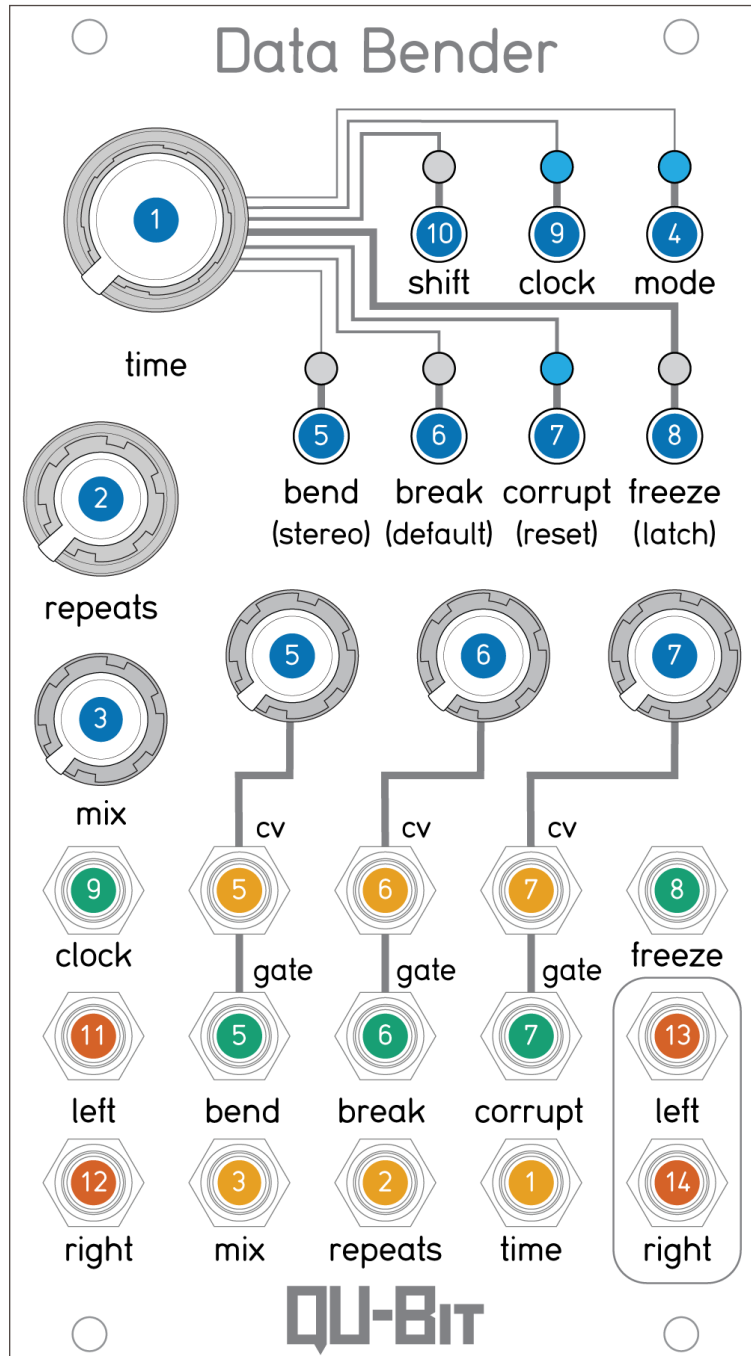 Data Bender
1
10 9 4
shift clock mode
time
5 6 7 8
bend break corrupt freeze
(stereo) (default) (reset) (latch)
2
repeats
5 6 7
3
mix
cv cv cv
9 5 6 7 8
clock freeze
gate gate gate
11 5 6 7 13
left bend break corrupt left
12 3 2 1 14
right mix repeats time right
QU-BIT